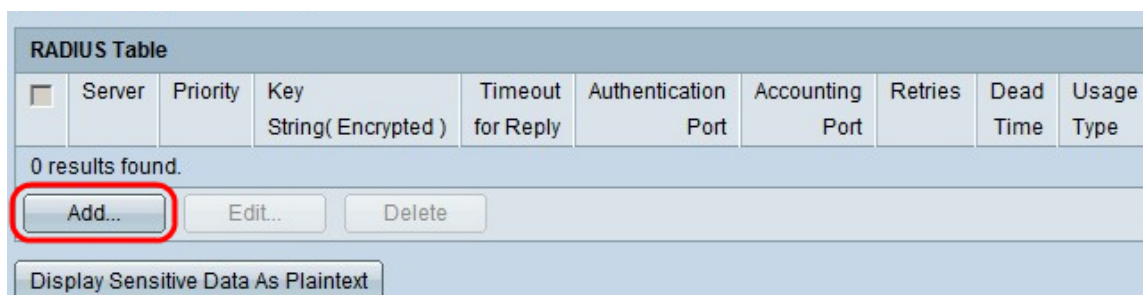 RADIUS Table
Server Priority Key String( Encrypted ) Timeout for Reply Authentication Port Accounting Port Retries Dead Time Usage Type
0 results found.
Add... Edit... Delete
Display Sensitive Data As Plaintext